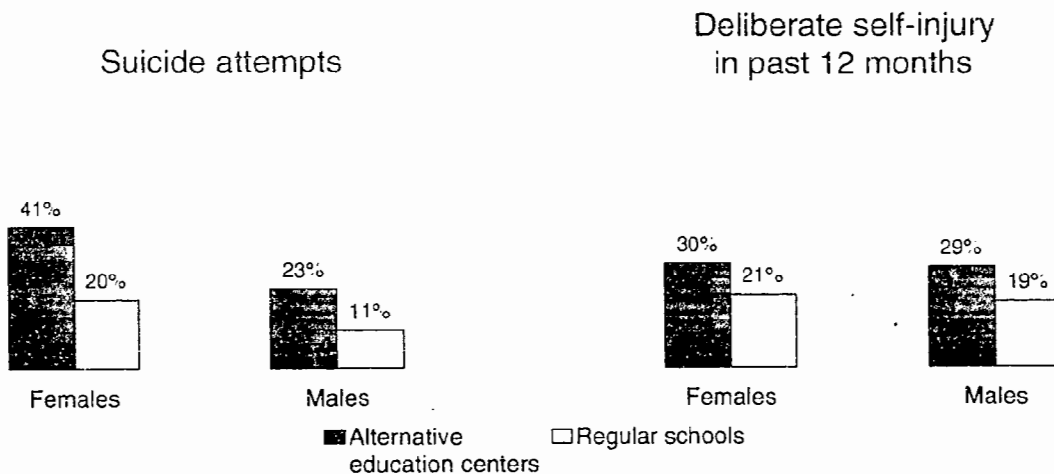 Suicide attempts
41%
20%
23%
11%
Females
Males
Deliberate self-injury
in past 12 months
30%
21%
29%
19%
Females
Males
Alternative
education centers
Regular schools